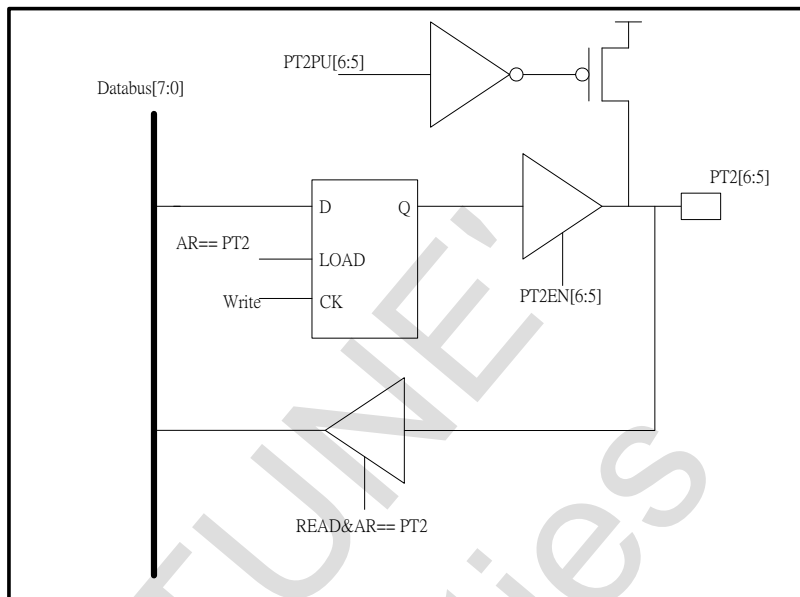 PT2PU[6:5]
Databus[7:0]
PT2[6:5]
D
Q
AR== PT2
LOAD
PT2EN[6:5]
Write
CK
READ&AR== PT2
TUNE'